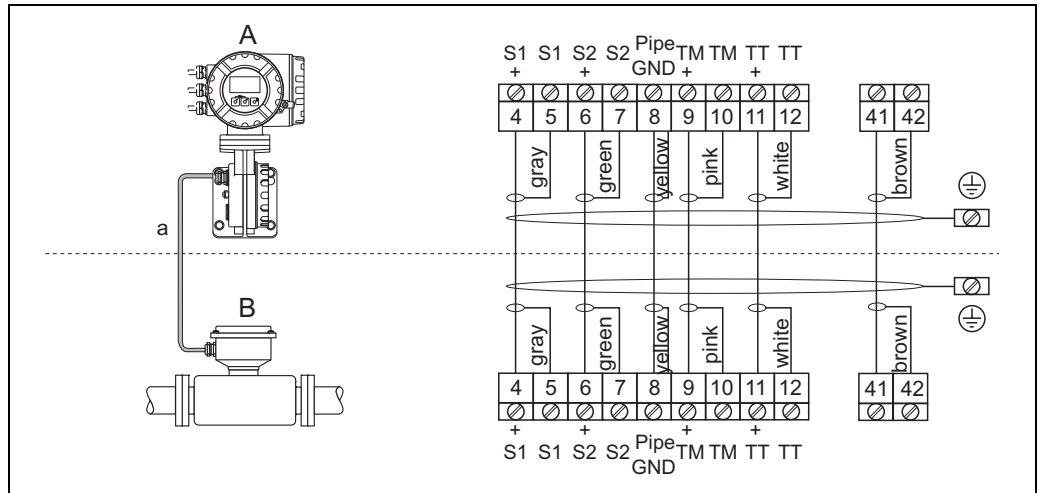 A
a
B
S1 S1 S2 S2 Pipe GND TM TM TT TT
+ + + +
4 5 6 7 8 9 10 11 12 41 42
gray green yellow pink white brown
gray green yellow pink white brown
4 5 6 7 8 9 10 11 12 41 42
+ + + +
S1 S1 S2 S2 Pipe GND TM TM TT TT